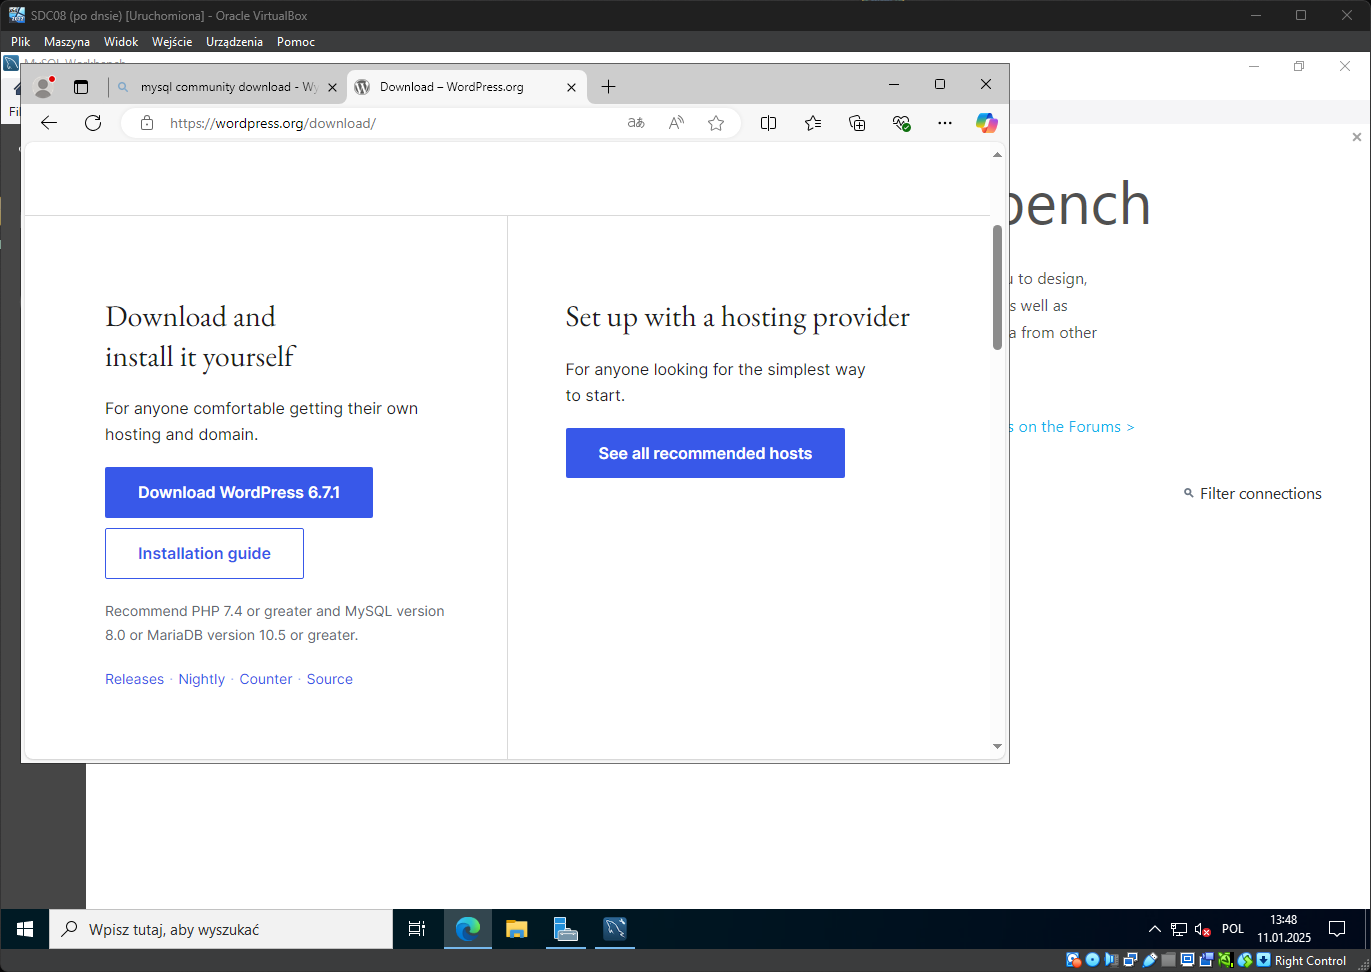 SDC08 (po dnsie) [Uruchomiona] - Oracle VirtualBox
Plik Maszyna Widok Wejście Urządzenia Pomoc
mysql community download - Wy
Download – WordPress.org
https://wordpress.org/download/
Download and
install it yourself
For anyone comfortable getting their own
hosting and domain.
Download WordPress 6.7.1
Installation guide
Recommend PHP 7.4 or greater and MySQL version
8.0 or MariaDB version 10.5 or greater.
Releases · Nightly · Counter · Source
Set up with a hosting provider
For anyone looking for the simplest way
to start.
See all recommended hosts
bench
u to design,
s well as
a from other
s on the Forums >
Filter connections
Wpisz tutaj, aby wyszukać
POL
13:48
11.01.2025
Right Control